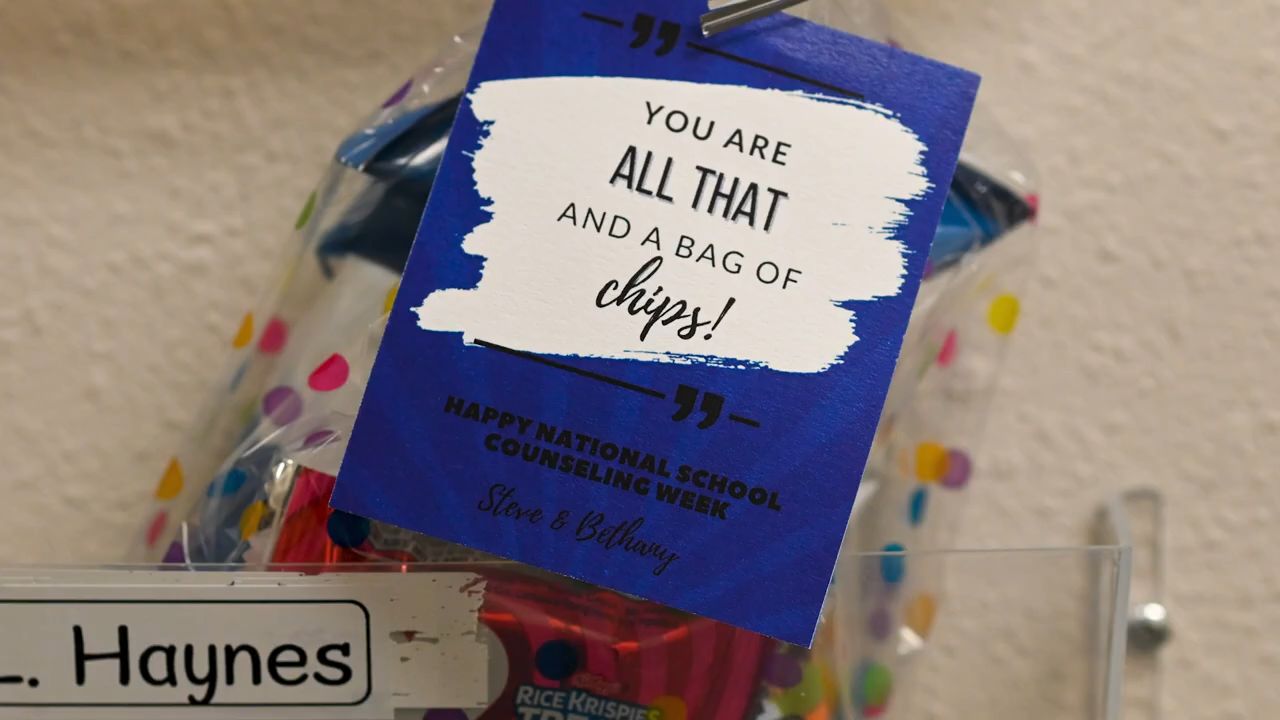 YOU ARE
ALL THAT
AND A BAG OF
chips!
HAPPY NATIONAL SCHOOL
COUNSELING WEEK
Steve & Bethany
L. Haynes
RICE KRISPIES